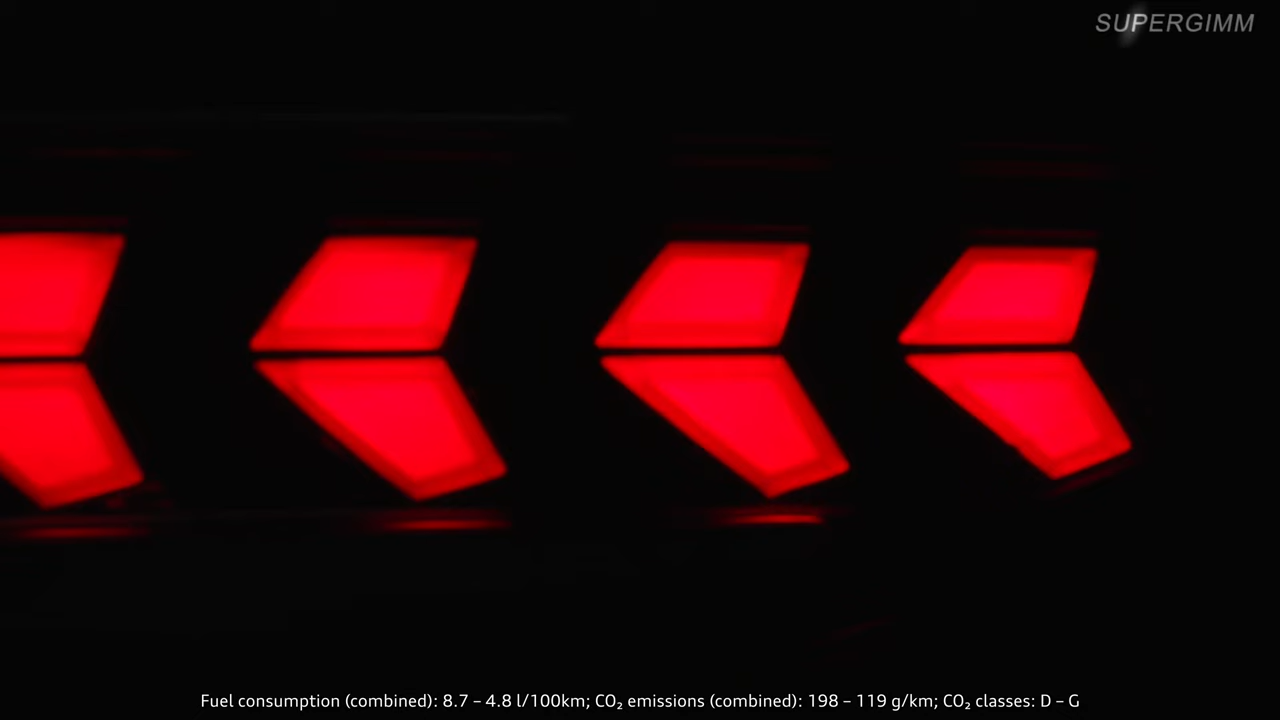 SUPERGIMM
Fuel consumption (combined): 8.7 – 4.8 l/100km; CO₂ emissions (combined): 198 – 119 g/km; CO₂ classes: D – G